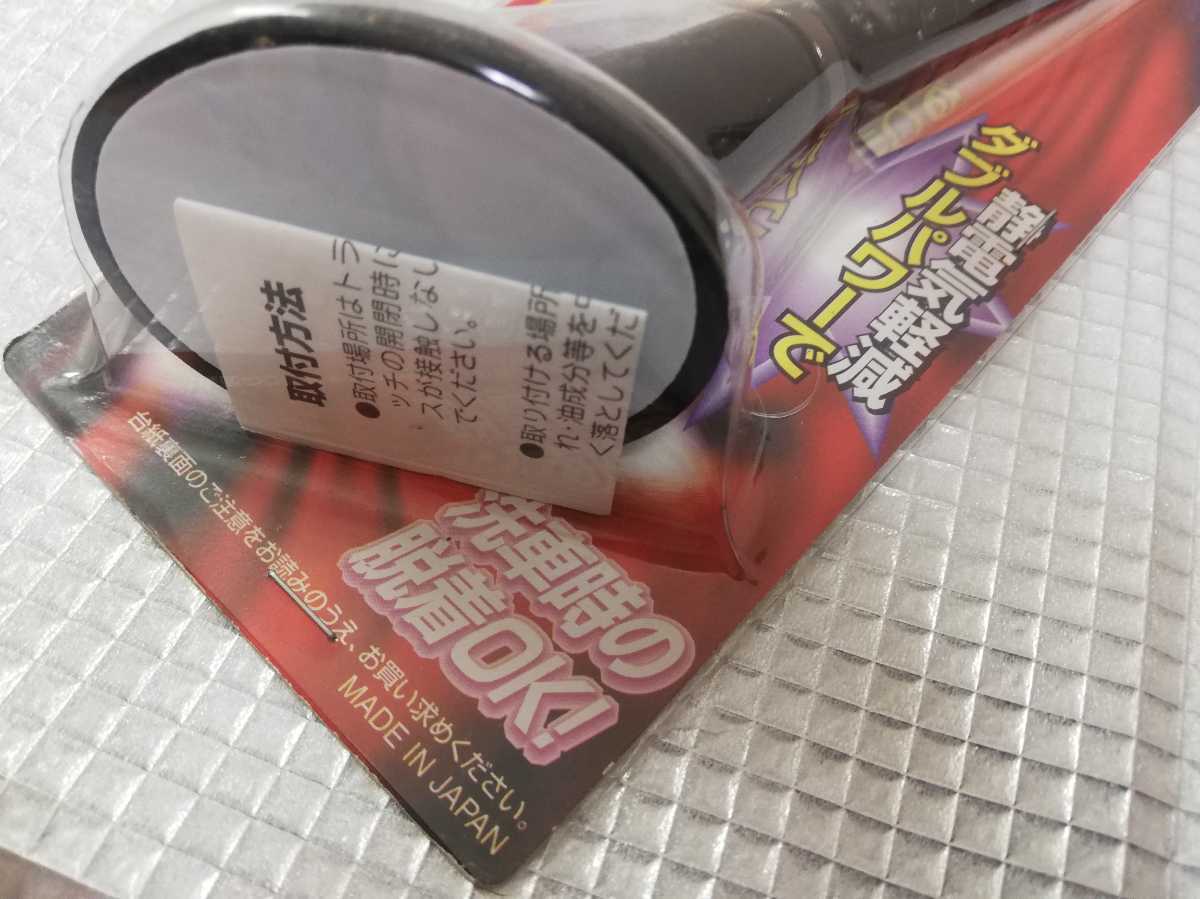 ダブルパワーで
静電気軽減
取付方法
●取付場所はトラ
ッチの開閉時に
スが接触しない
でください。
●取り付ける場所
れ・油成分等を
く落としてくだ
洗車時の
脱着OK!
台紙裏面のご注意をお読みのうえ、お買い求めください。
MADE IN JAPAN